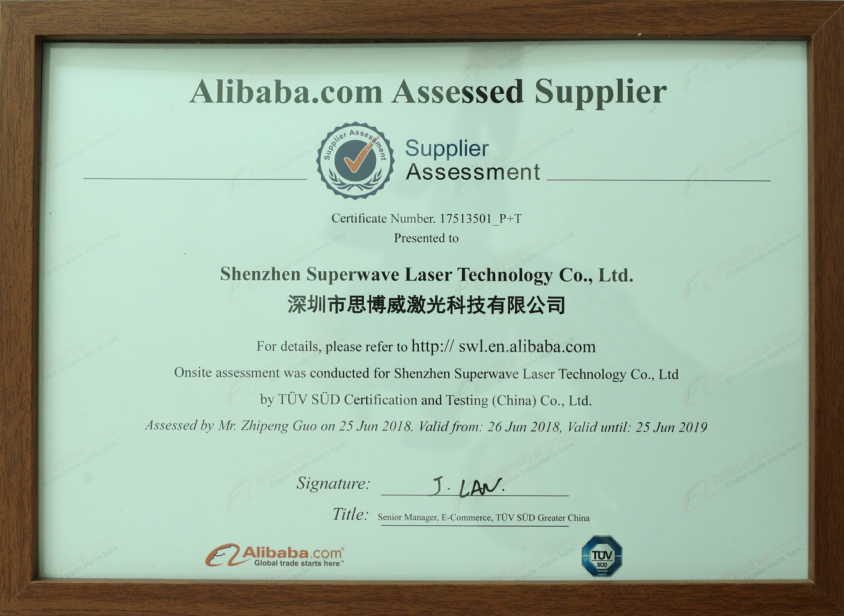 Alibaba.com Assessed Supplier
Supplier Assessment
Supplier
Assessment
Certificate Number. 17513501_P+T
Presented to
Shenzhen Superwave Laser Technology Co., Ltd.
深圳市思博威激光科技有限公司
For details, please refer to http:// swl.en.alibaba.com
Onsite assessment was conducted for Shenzhen Superwave Laser Technology Co., Ltd
by TÜV SÜD Certification and Testing (China) Co., Ltd.
Assessed by Mr. Zhipeng Guo on 25 Jun 2018. Valid from: 26 Jun 2018, Valid until: 25 Jun 2019
Signature: J. LAN.
Title: Senior Manager, E-Commerce, TÜV SÜD Greater China
Alibaba.com®
Global trade starts here™
TÜV
SÜD